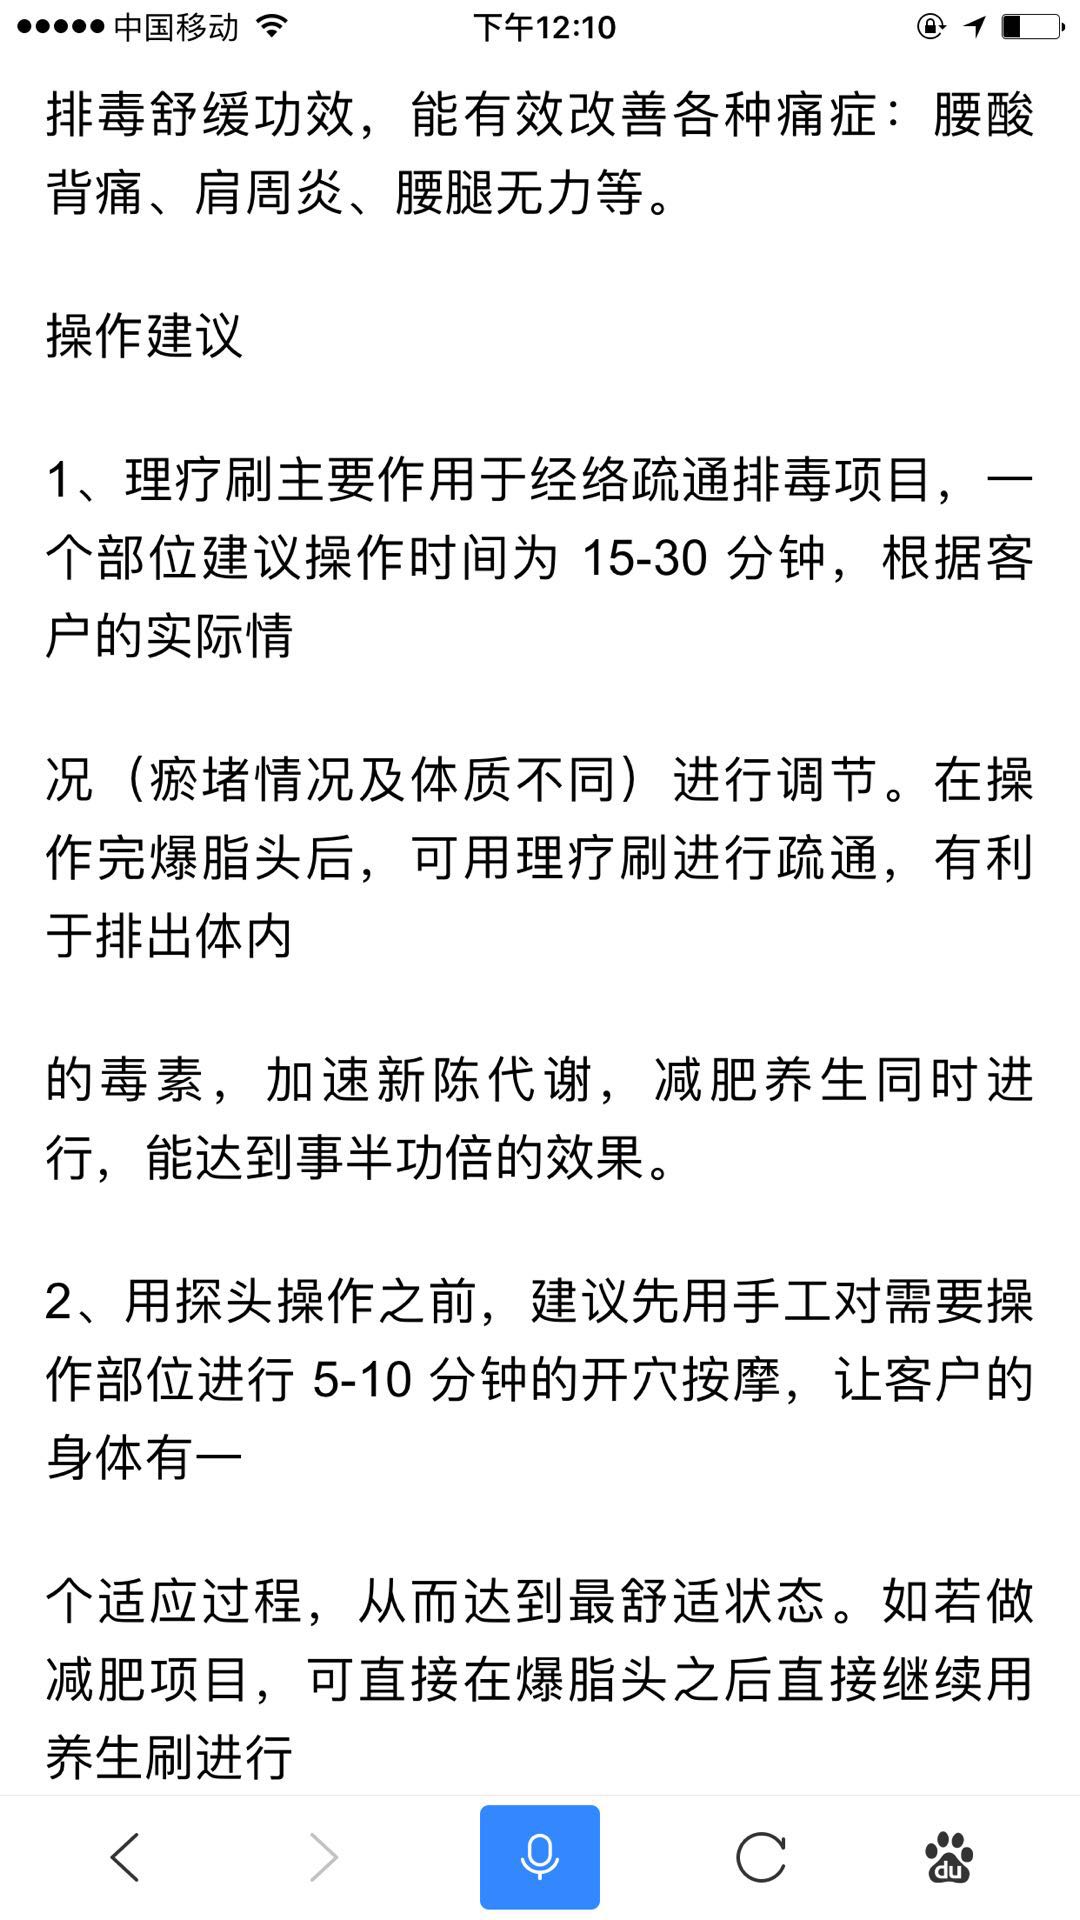 中国移动
下午12:10
排毒舒缓功效，能有效改善各种痛症：腰酸
背痛、肩周炎、腰腿无力等。
操作建议
1、理疗刷主要作用于经络疏通排毒项目，一
个部位建议操作时间为 15-30 分钟，根据客
户的实际情
况（瘀堵情况及体质不同）进行调节。在操
作完爆脂头后，可用理疗刷进行疏通，有利
于排出体内
的毒素，加速新陈代谢，减肥养生同时进
行，能达到事半功倍的效果。
2、用探头操作之前，建议先用手工对需要操
作部位进行 5-10 分钟的开穴按摩，让客户的
身体有一
个适应过程，从而达到最舒适状态。如若做
减肥项目，可直接在爆脂头之后直接继续用
养生刷进行
du